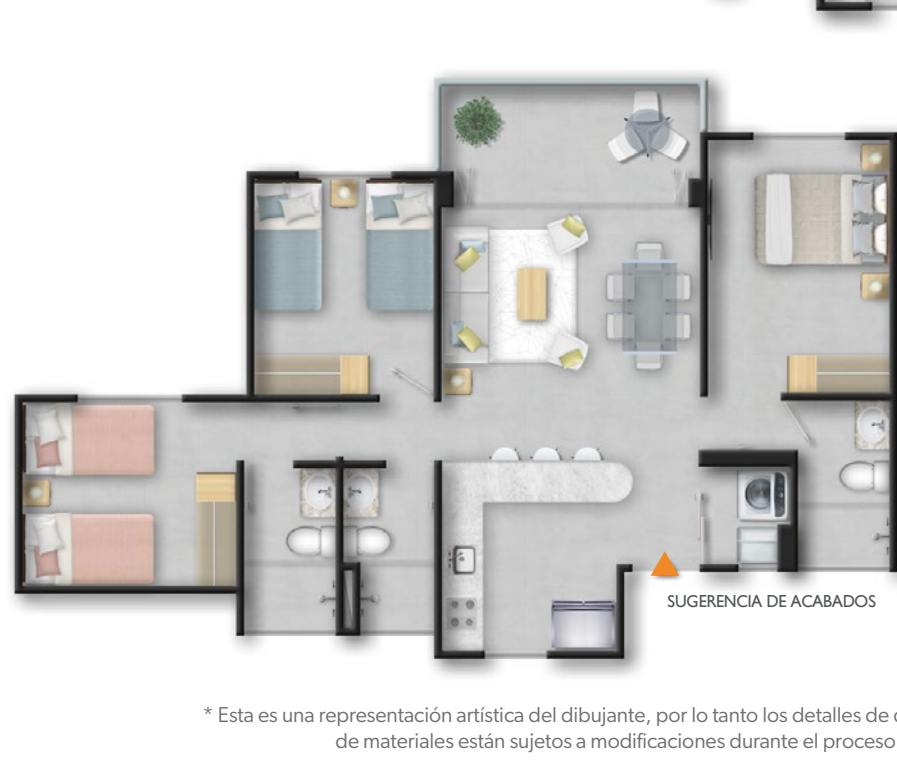 SUGERENCIA DE ACABADOS
* Esta es una representación artística del dibujante, por lo tanto los detalles de
de materiales están sujetos a modificaciones durante el proceso